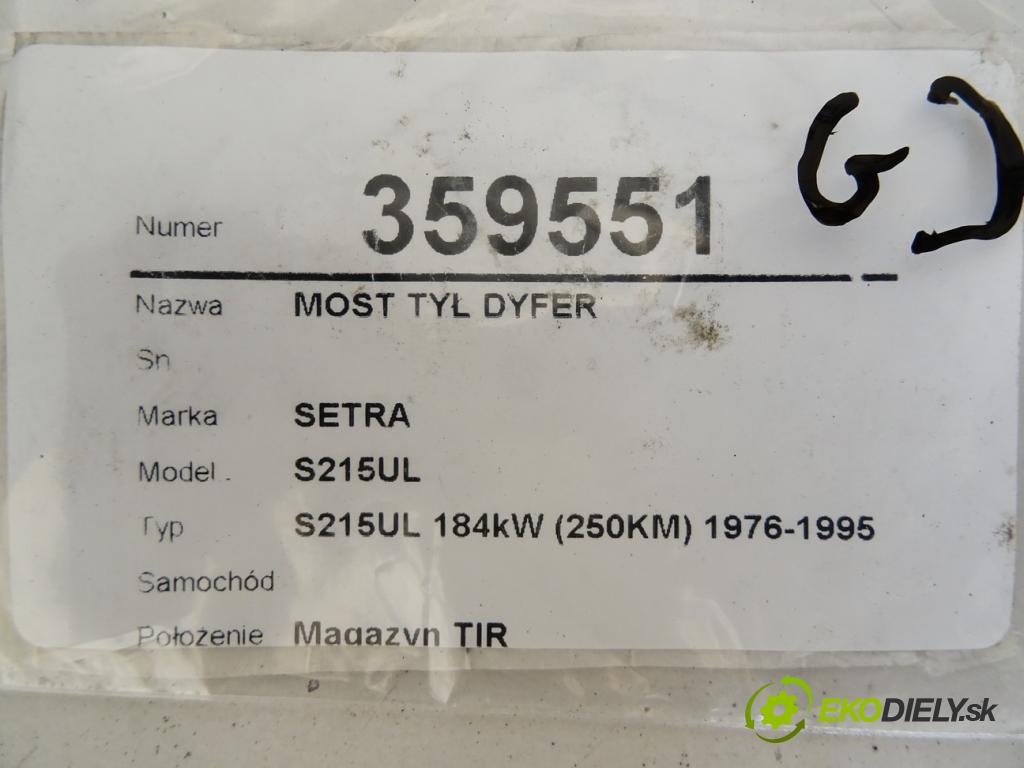 G
Numer 359551
Nazwa MOST TYŁ DYFER
Sn
Marka SETRA
Model S215UL
Typ S215UL 184kW (250KM) 1976-1995
Samochód
Położenie Magazyn TIR
EKODIELY.sk